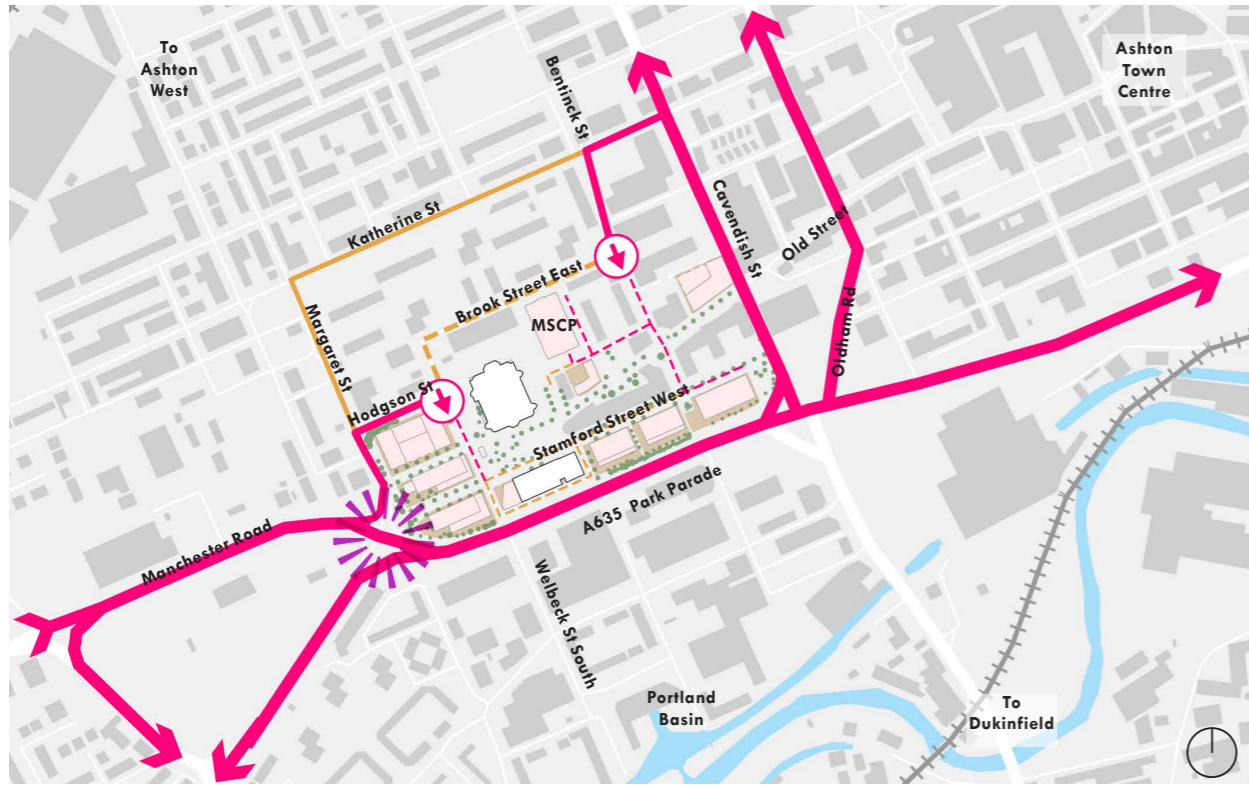 To
Ashton
West
Bentinck St
Ashton
Town
Centre
Katherine St
Cavendish St
Old Street
Brook Street East
MSCP
Margaret St
Oldham Rd
Hodgson St
Stamford Street West
A635 Park Parade
Manchester Road
Welbeck St South
Portland
Basin
To
Dukinfield